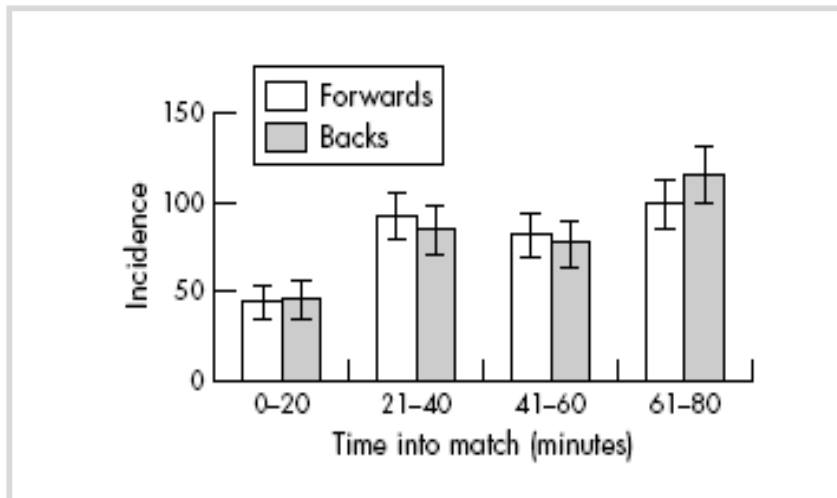 Forwards
Backs
150
100
50
0
Incidence
0–20 21–40 41–60 61–80
Time into match (minutes)